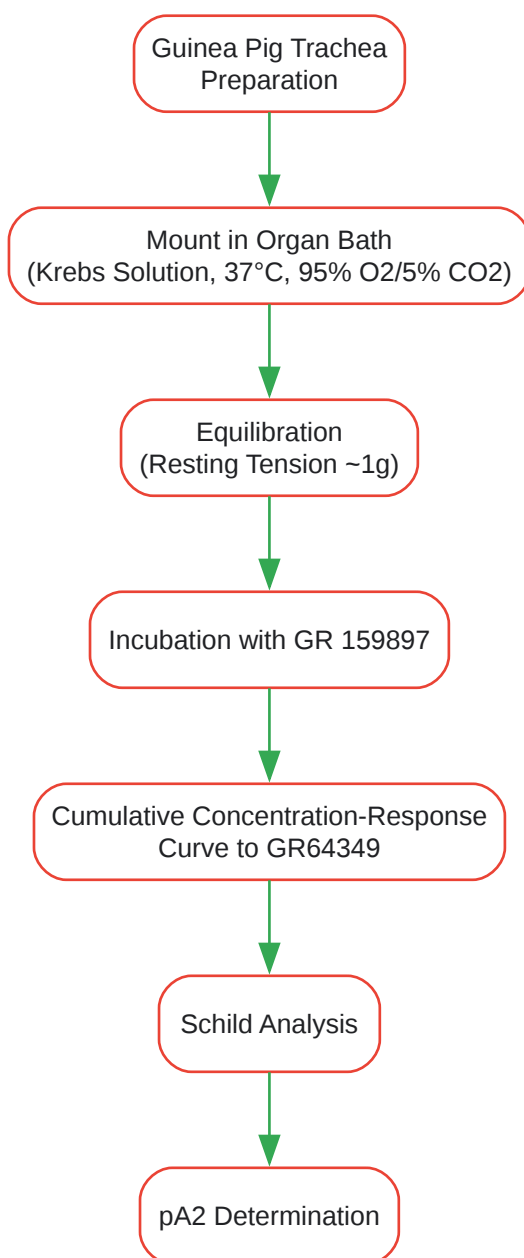 Guinea Pig Trachea
Preparation
Mount in Organ Bath
(Krebs Solution, 37°C, 95% O2/5% CO2)
Equilibration
(Resting Tension ~1g)
Incubation with GR 159897
Cumulative Concentration-Response
Curve to GR64349
Schild Analysis
pA2 Determination